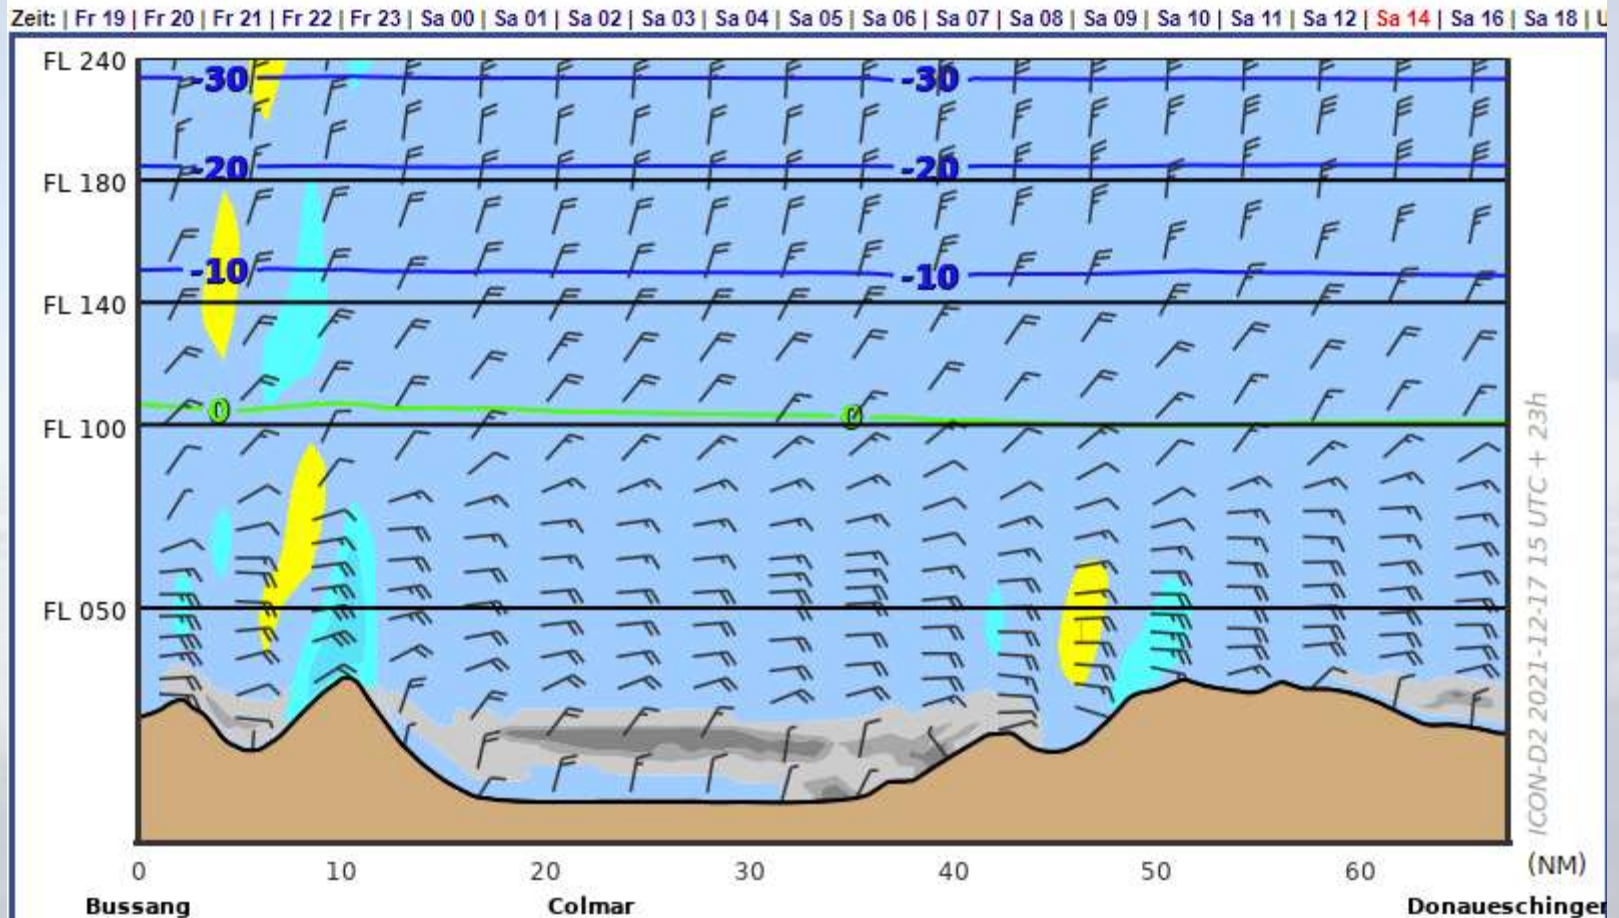 Zeit: | Fr 19 | Fr 20 | Fr 21 | Fr 22 | Fr 23 | Sa 00 | Sa 01 | Sa 02 | Sa 03 | Sa 04 | Sa 05 | Sa 06 | Sa 07 | Sa 08 | Sa 09 | Sa 10 | Sa 11 | Sa 12 | Sa 14 | Sa 16 | Sa 18 | U
FL 240
-30 -30
-20 -20
FL 180
-10 -10
FL 140
0 0
FL 100
FL 050
ICON-D2 2021-12-17 15 UTC + 23h
0 10 20 30 40 50 60 (NM)
Bussang Colmar Donaueschingen